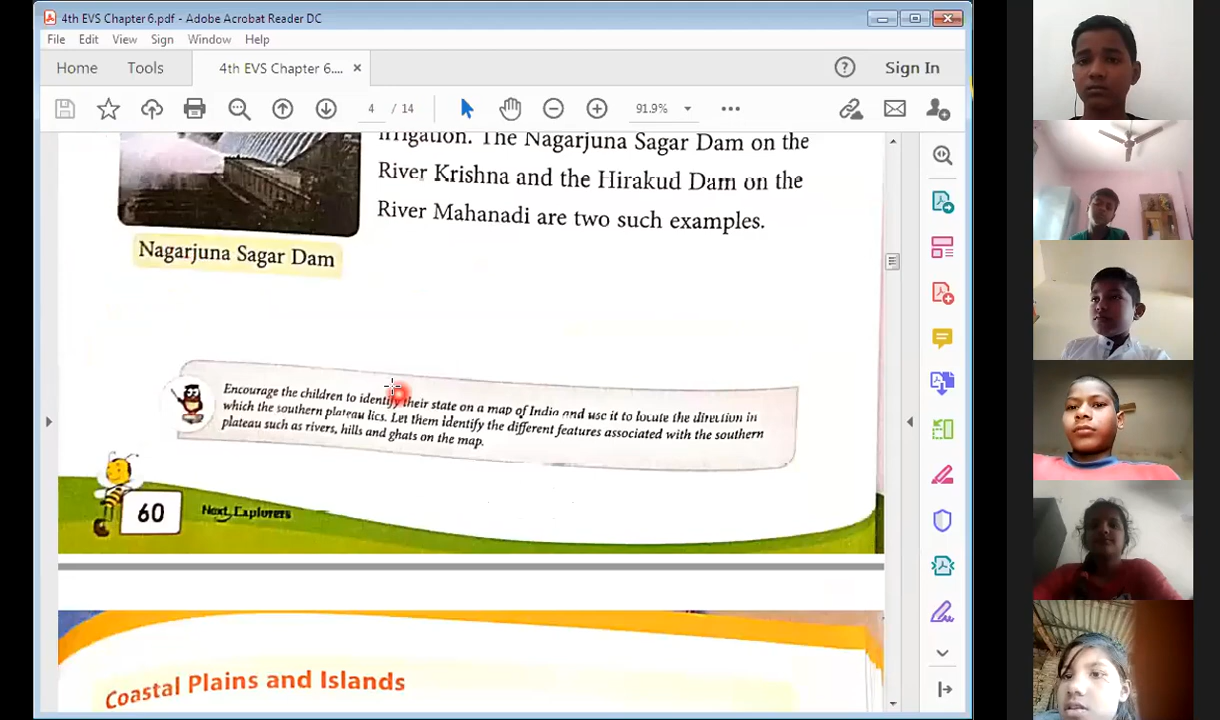 4th EVS Chapter 6.pdf - Adobe Acrobat Reader DC
File Edit View Sign Window Help
Home Tools 4th EVS Chapter 6.... × Sign In
4 / 14 91.9%
Irrigation. The Nagarjuna Sagar Dam on the
River Krishna and the Hirakud Dam on the
River Mahanadi are two such examples.
Nagarjuna Sagar Dam
Encourage the children to identify their state on a map of India and use it to locate the direction in
which the southern plateau lies. Let them identify the different features associated with the southern
plateau such as rivers, hills and ghats on the map.
60 Next Explorers
Coastal Plains and Islands